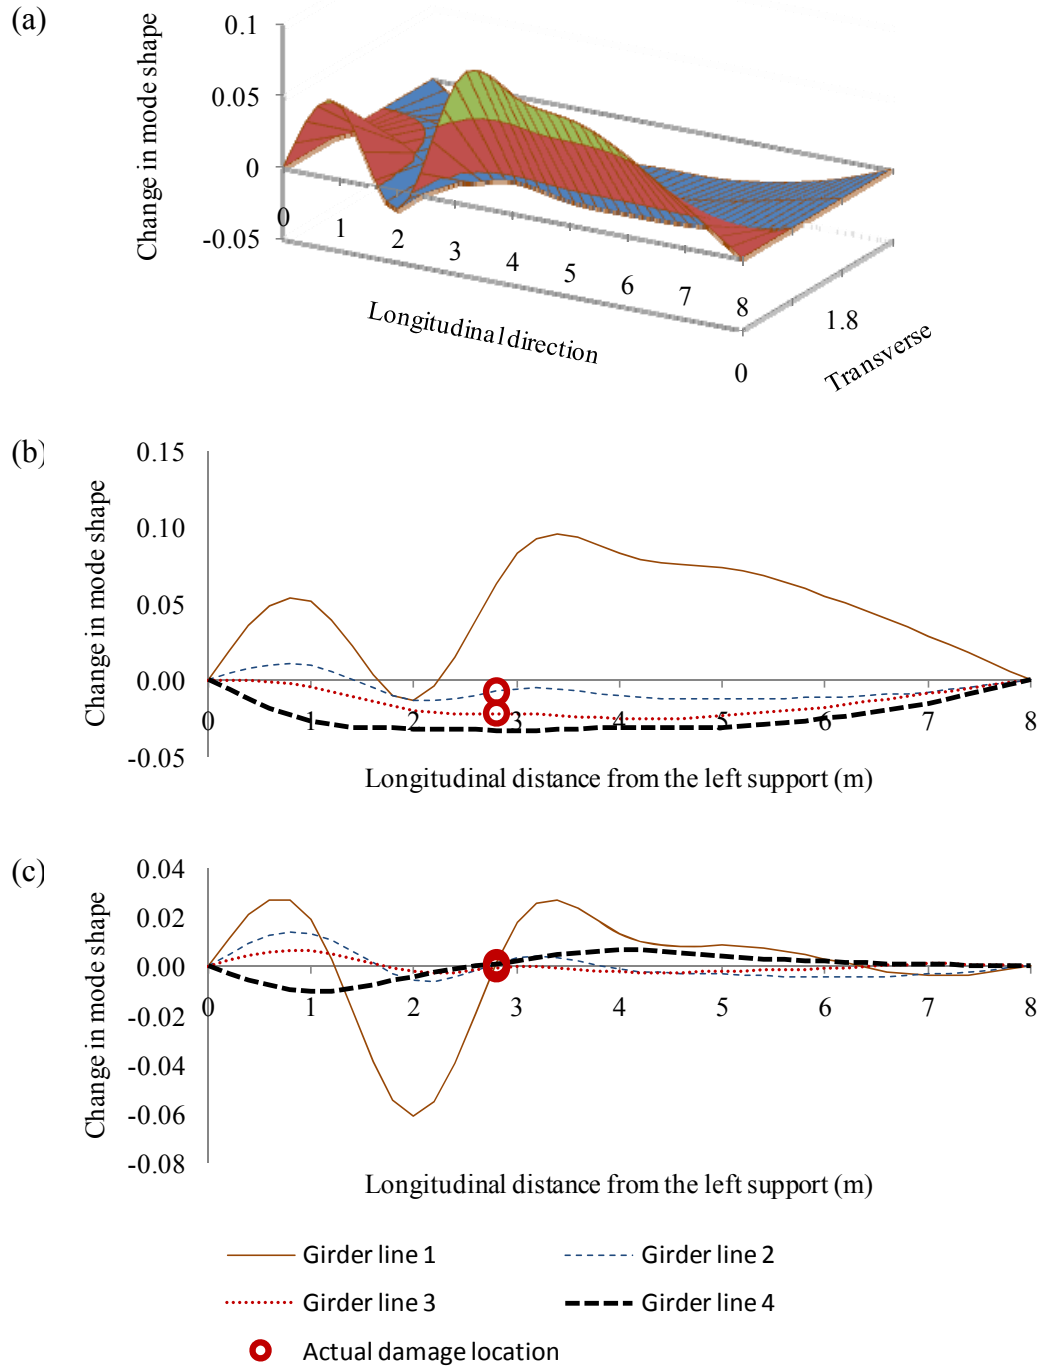 (a)
Change in mode shape
0.1
0.05
0
-0.05
0 1 2 3 4 5 6 7 8
Longitudinal direction
0 1.8
Transverse
(b)
Change in mode shape
0.15
0.10
0.05
0.00
-0.05
0 1 2 3 4 5 6 7 8
Longitudinal distance from the left support (m)
(c)
Change in mode shape
0.04
0.02
0.00
-0.02
-0.04
-0.06
-0.08
0 1 2 3 4 5 6 7 8
Longitudinal distance from the left support (m)
Girder line 1 Girder line 2
Girder line 3 Girder line 4
Actual damage location